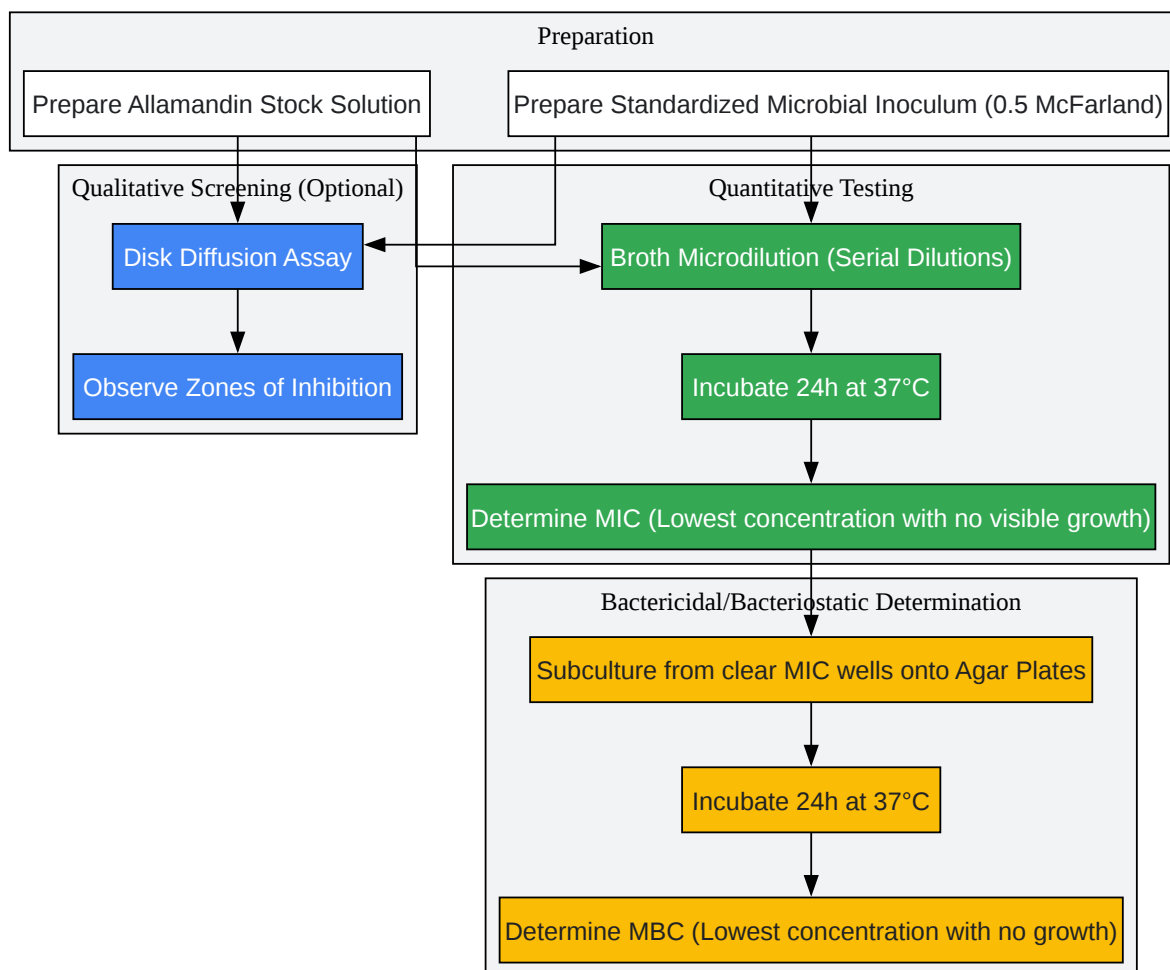 Preparation
Prepare Allamandin Stock Solution
Prepare Standardized Microbial Inoculum (0.5 McFarland)
Qualitative Screening (Optional)
Disk Diffusion Assay
Observe Zones of Inhibition
Quantitative Testing
Broth Microdilution (Serial Dilutions)
Incubate 24h at 37°C
Determine MIC (Lowest concentration with no visible growth)
Bactericidal/Bacteriostatic Determination
Subculture from clear MIC wells onto Agar Plates
Incubate 24h at 37°C
Determine MBC (Lowest concentration with no growth)